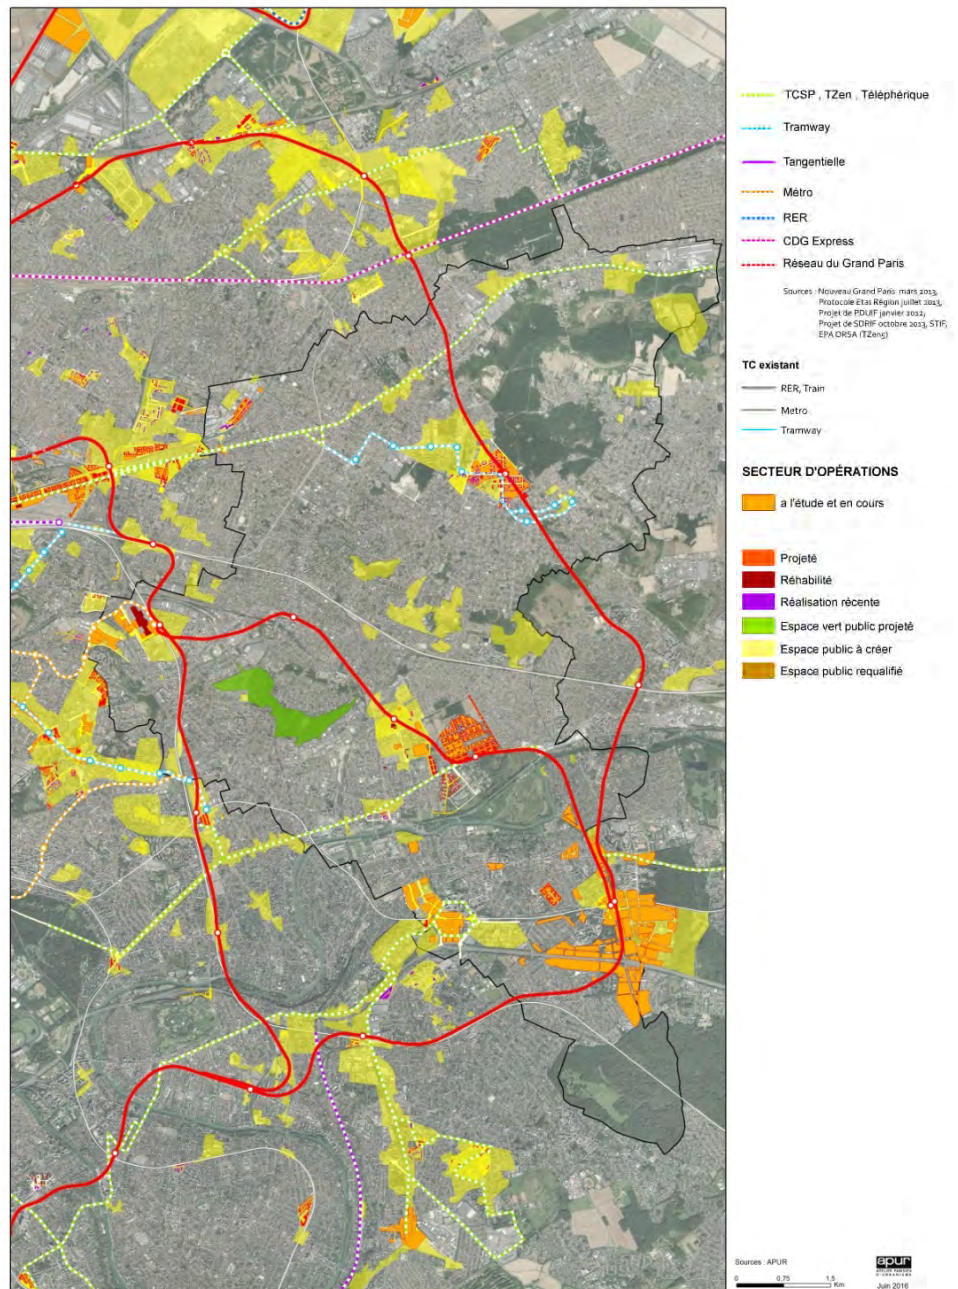 TCSP , TZen , Téléphérique
Tramway
Tangentielle
Métro
RER
CDG Express
Réseau du Grand Paris
Sources : Nouveau Grand Paris mars 2013,
Protocole Etat Région juillet 2013,
Projet de PDUIF janvier 2012;
Projet de SDRIF octobre 2013, STIF,
EPA ORSA (TZen5)
TC existant
RER, Train
Metro
Tramway
SECTEUR D'OPÉRATIONS
a l'étude et en cours
Projeté
Réhabilité
Réalisation récente
Espace vert public projeté
Espace public à créer
Espace public requalifié
Sources : APUR
0 0,75 1,5
Km
apur
ATELIER PARISIEN
D'URBANISME
Juin 2016